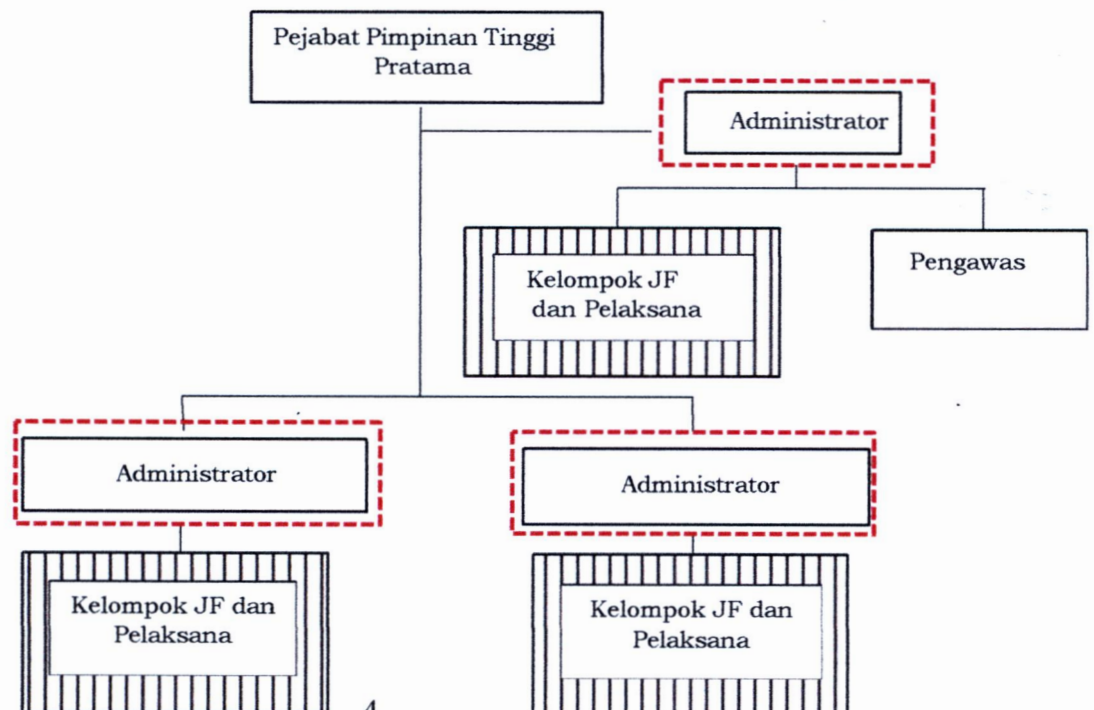 Pejabat Pimpinan Tinggi
Pratama
Administrator
Kelompok JF
dan Pelaksana
Pengawas
Administrator
Administrator
Kelompok JF dan
Pelaksana
Kelompok JF dan
Pelaksana